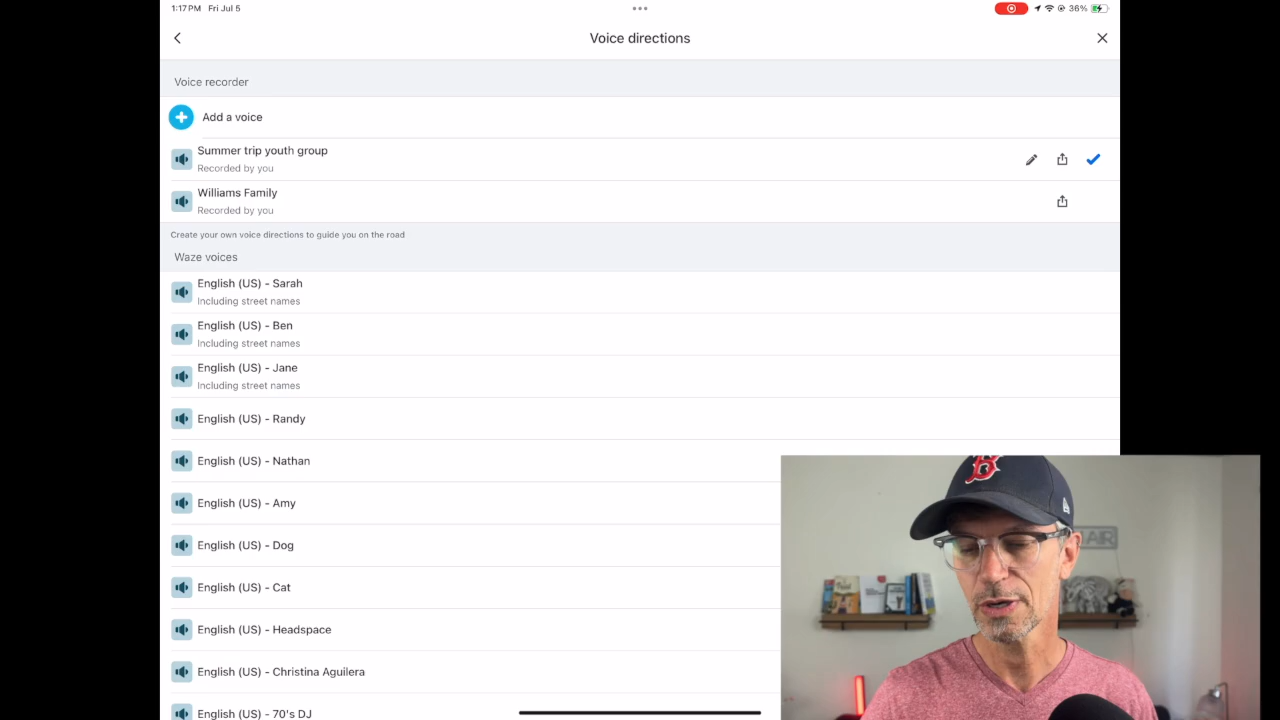 1:17 PM Fri Jul 5
36%
Voice directions
Voice recorder
Add a voice
Summer trip youth group
Recorded by you
Williams Family
Recorded by you
Create your own voice directions to guide you on the road
Waze voices
English (US) - Sarah
Including street names
English (US) - Ben
Including street names
English (US) - Jane
Including street names
English (US) - Randy
English (US) - Nathan
English (US) - Amy
English (US) - Dog
English (US) - Cat
English (US) - Headspace
English (US) - Christina Aguilera
English (US) - 70's DJ
B
AIR